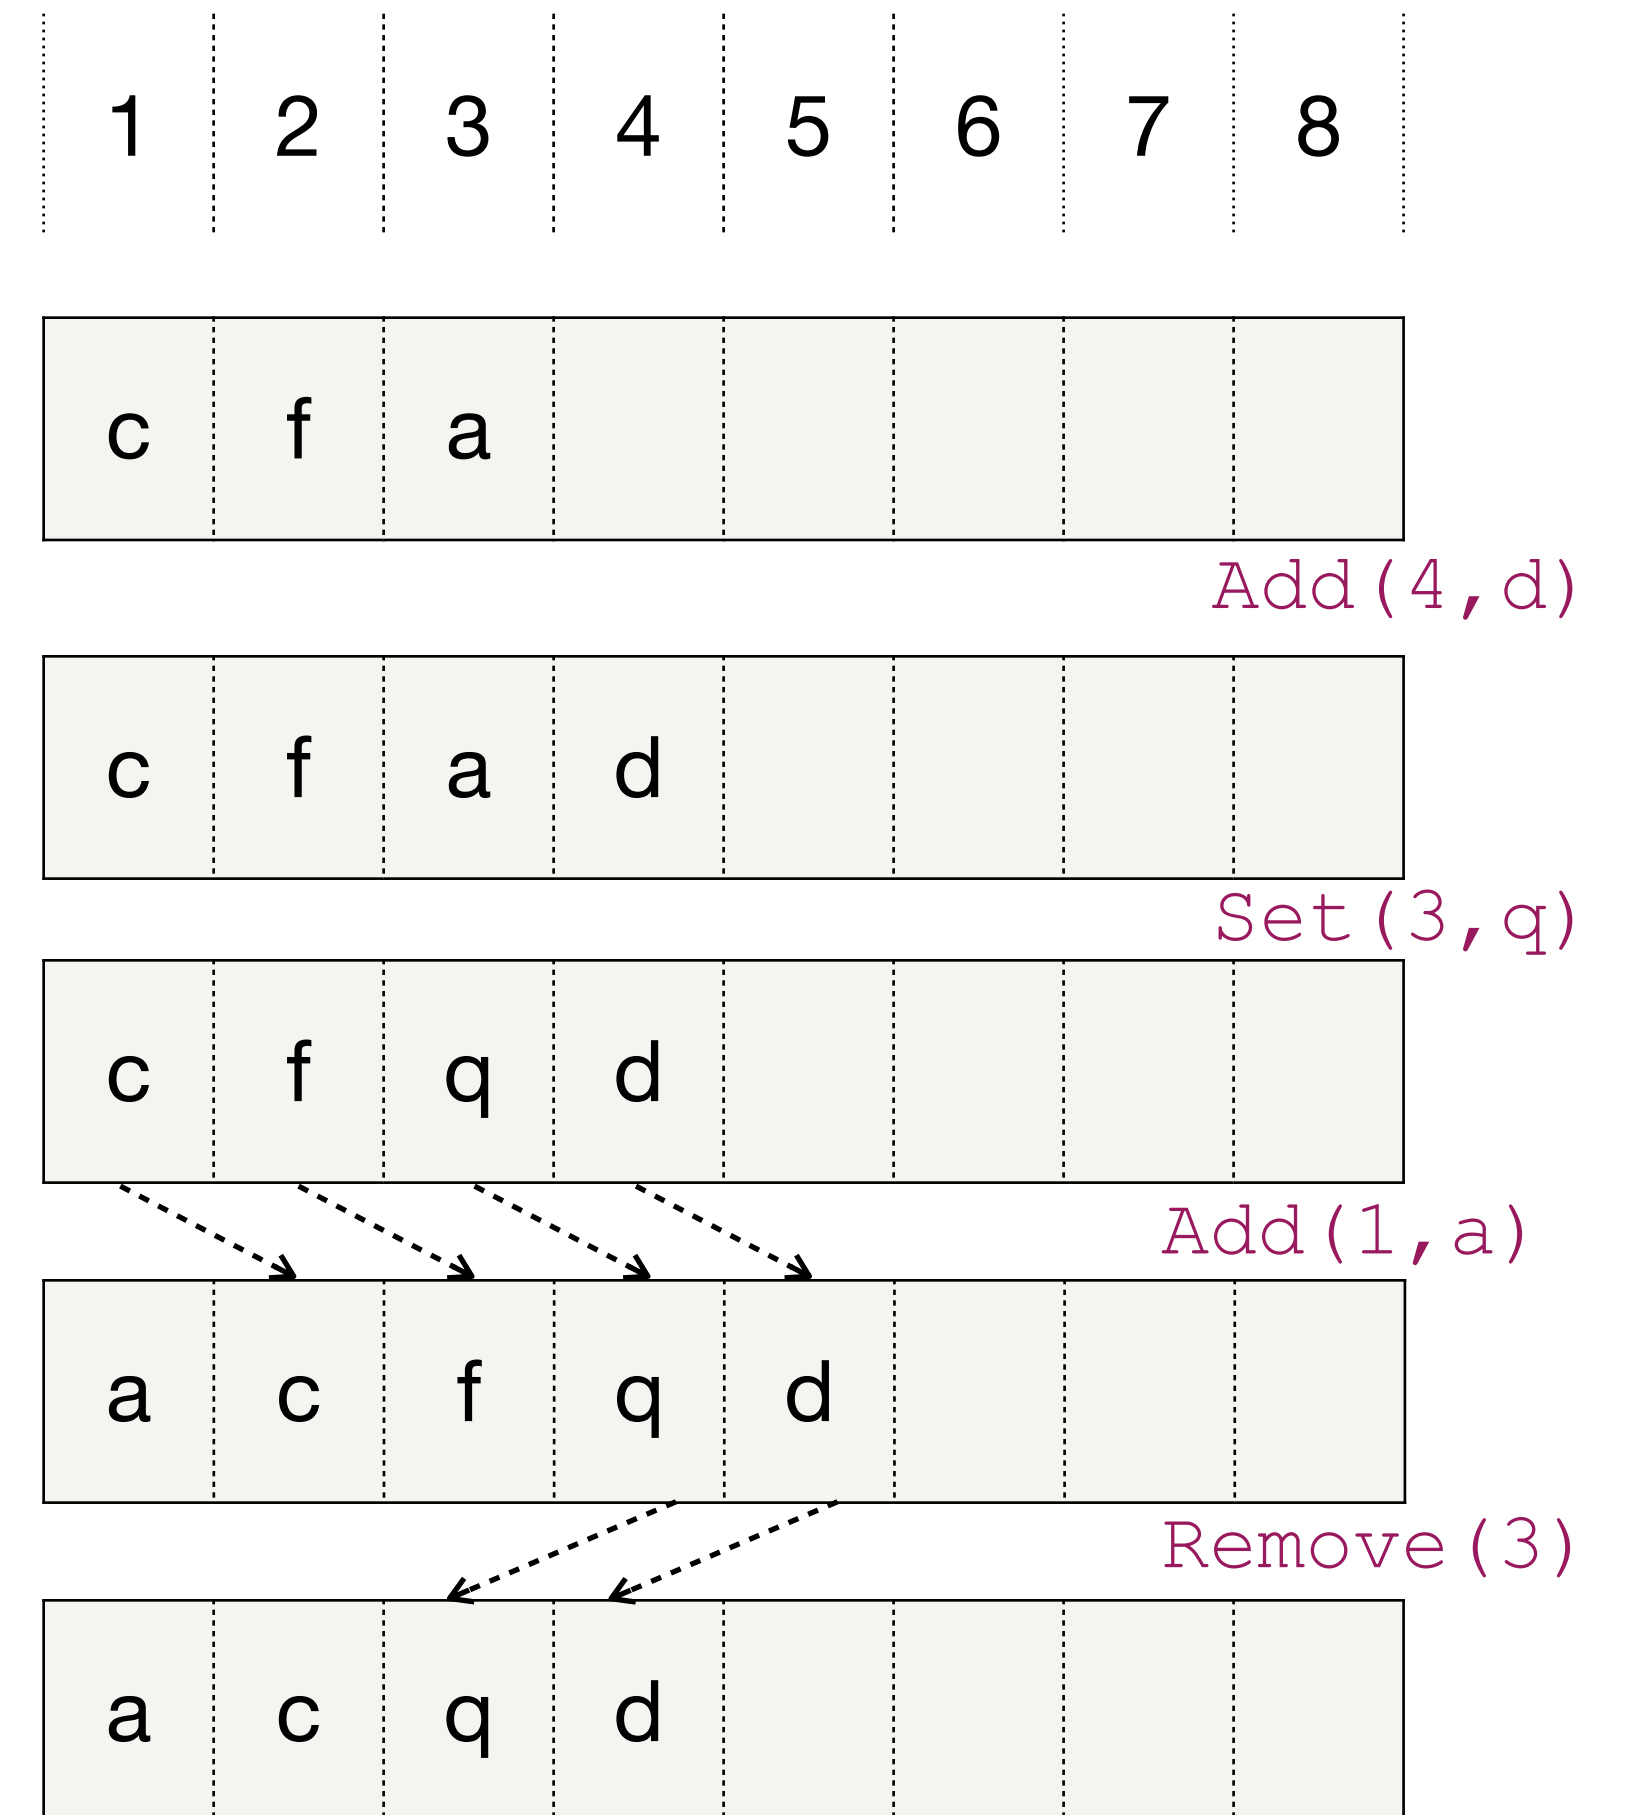 1 2 3 4 5 6 7 8
c f a
Add(4,d)
c f a d
Set(3,q)
c f q d
Add(1,a)
a c f q d
Remove(3)
a c q d